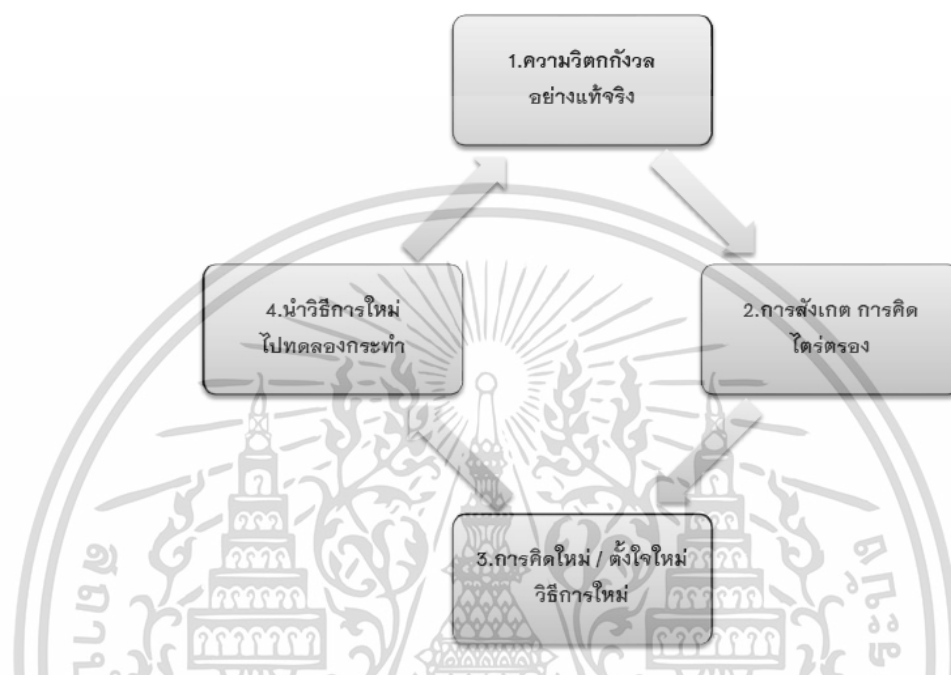 1.ความวิตกกังวล
อย่างแท้จริง
4.นำวิธีการใหม่
ไปทดลองกระทำ
2.การสังเกต การคิด
ไตร่ตรอง
3.การคิดใหม่ / ตั้งใจใหม่
วิธีการใหม่